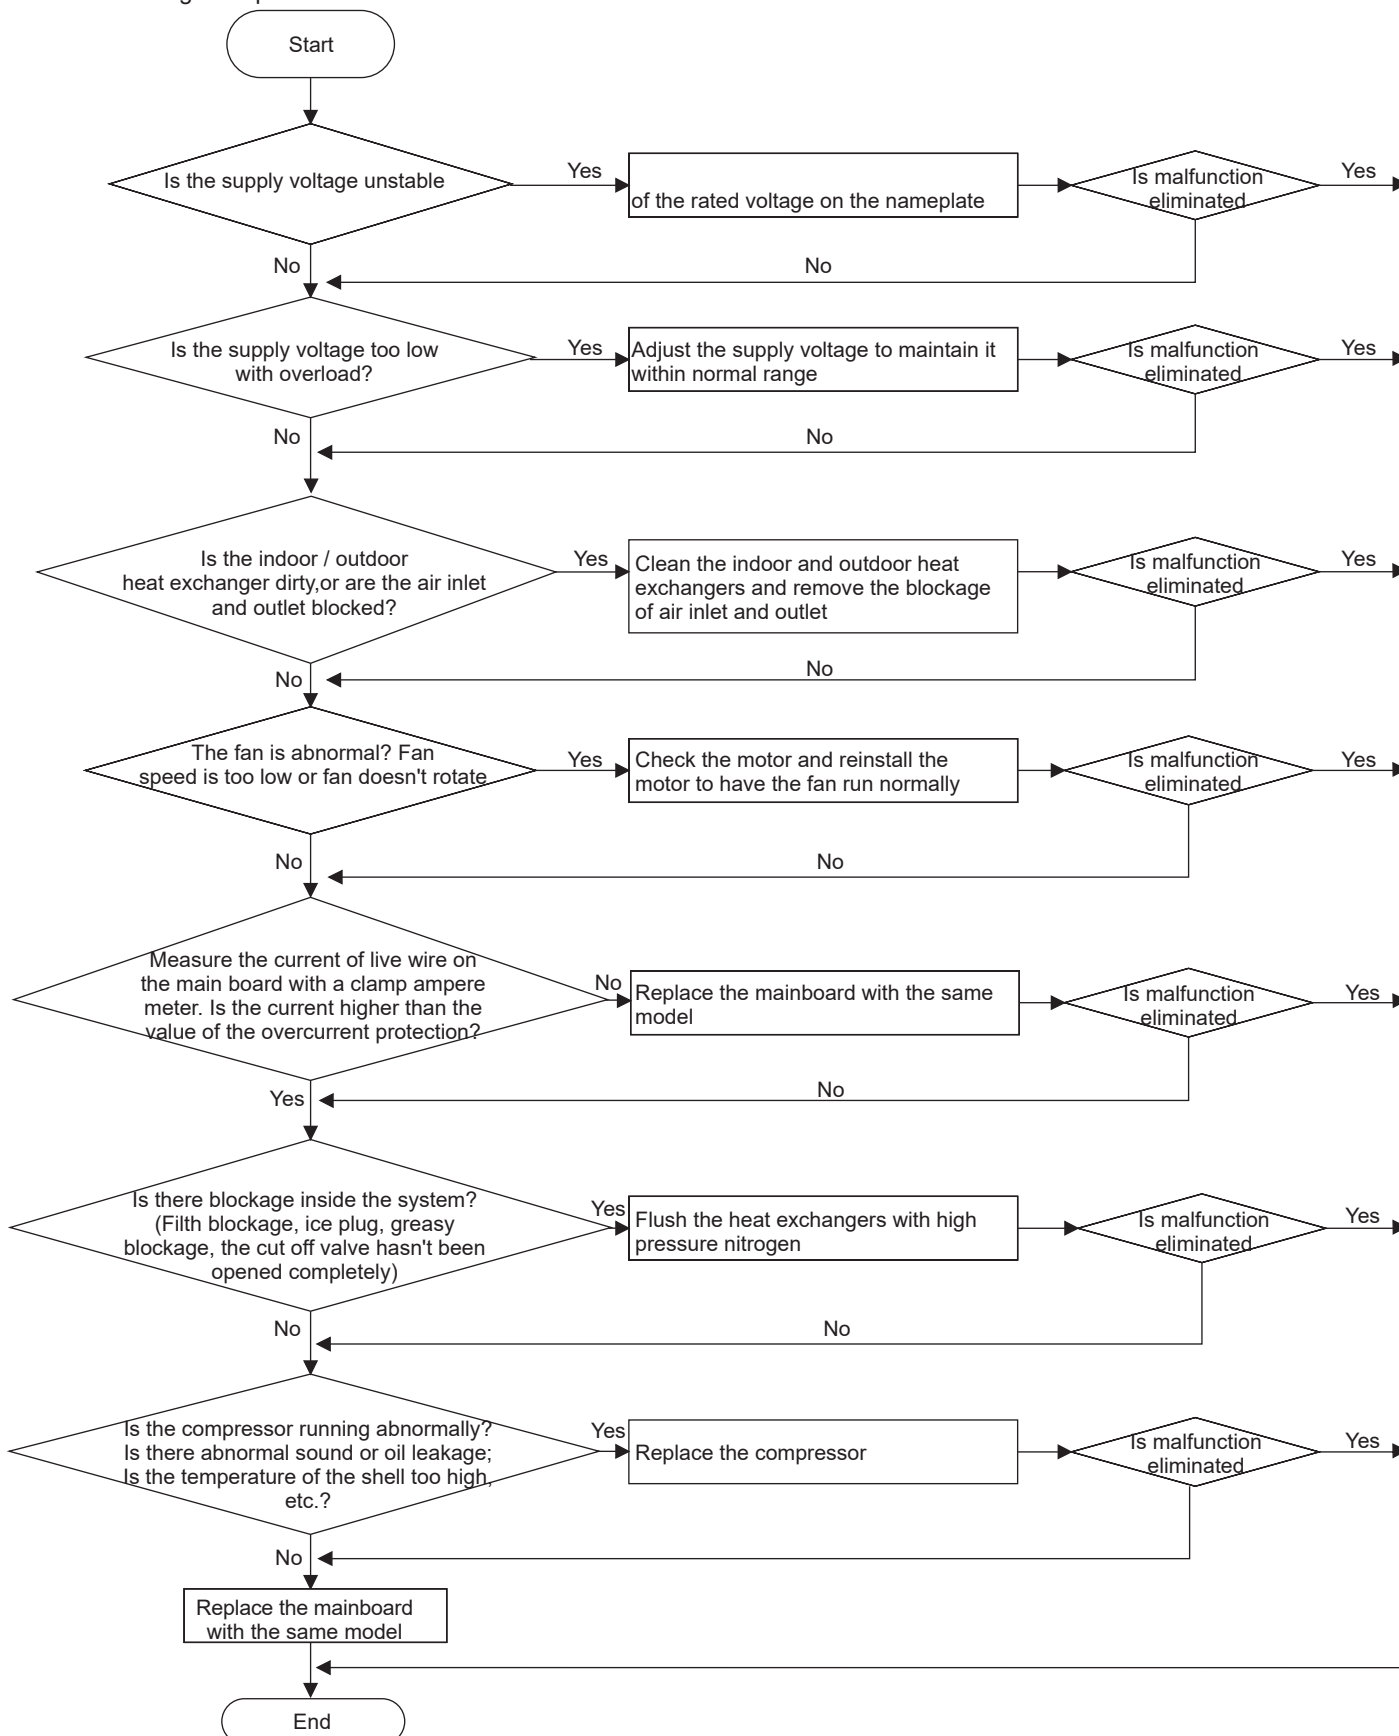 Start
Is the supply voltage unstable
Yes
of the rated voltage on the nameplate
Is malfunction
eliminated
Yes
No
No
Is the supply voltage too low
with overload?
Yes
Adjust the supply voltage to maintain it
within normal range
Is malfunction
eliminated
Yes
No
No
Is the indoor / outdoor
heat exchanger dirty,or are the air inlet
and outlet blocked?
Yes
Clean the indoor and outdoor heat
exchangers and remove the blockage
of air inlet and outlet
Is malfunction
eliminated
Yes
No
No
The fan is abnormal? Fan
speed is too low or fan doesn't rotate
Yes
Check the motor and reinstall the
motor to have the fan run normally
Is malfunction
eliminated
Yes
No
No
Measure the current of live wire on
the main board with a clamp ampere
meter. Is the current higher than the
value of the overcurrent protection?
No
Replace the mainboard with the same
model
Is malfunction
eliminated
Yes
Yes
No
Is there blockage inside the system?
(Filth blockage, ice plug, greasy
blockage, the cut off valve hasn't been
opened completely)
Yes
Flush the heat exchangers with high
pressure nitrogen
Is malfunction
eliminated
Yes
No
No
Is the compressor running abnormally?
Is there abnormal sound or oil leakage;
Is the temperature of the shell too high,
etc.?
Yes
Replace the compressor
Is malfunction
eliminated
Yes
No
Replace the mainboard
with the same model
End